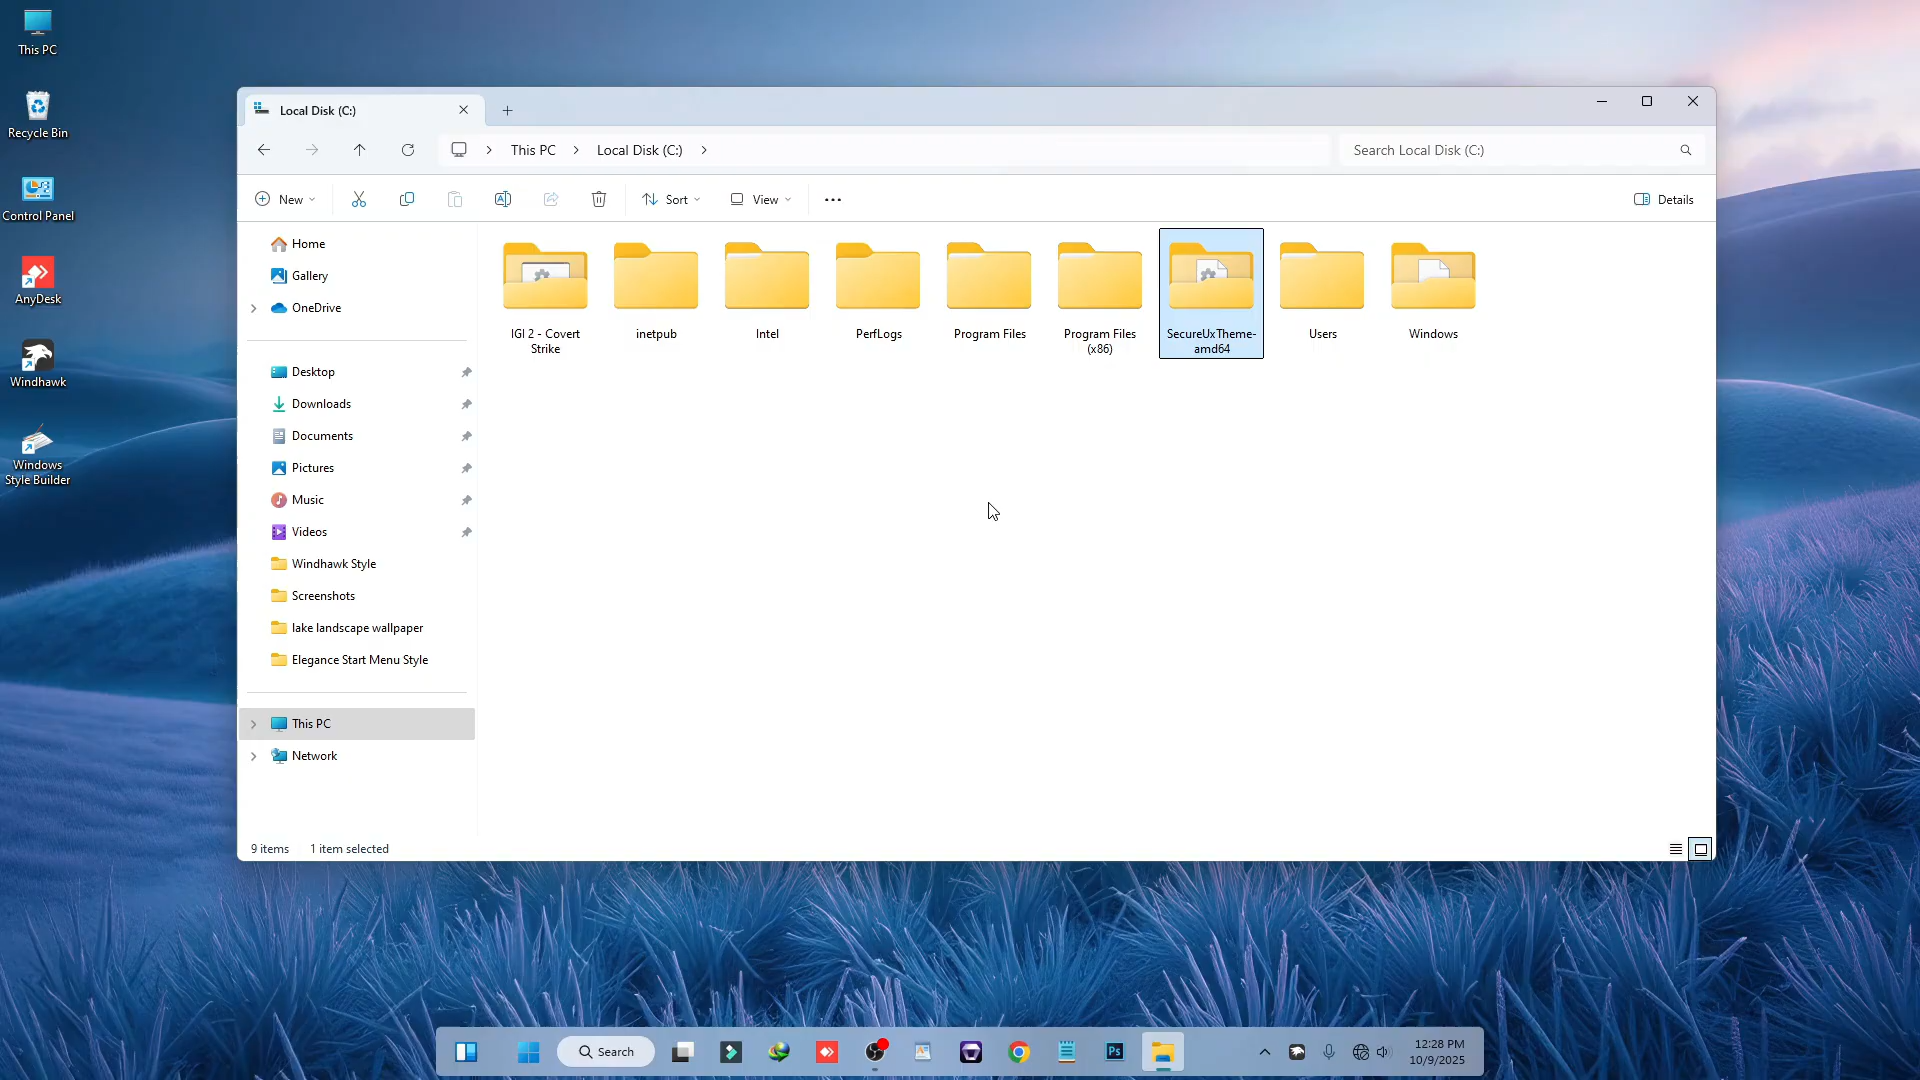 This PC
Recycle Bin
Control Panel
AnyDesk
Windhawk
Windows
Style Builder
Local Disk (C:)
This PC
Local Disk (C:)
Search Local Disk (C:)
New
Sort
View
Details
Home
Gallery
OneDrive
Desktop
Downloads
Documents
Pictures
Music
Videos
Windhawk Style
Screenshots
lake landscape wallpaper
Elegance Start Menu Style
This PC
Network
IGI 2 - Covert
Strike
inetpub
Intel
PerfLogs
Program Files
Program Files
(x86)
SecureUxTheme-
amd64
Users
Windows
9 items
1 item selected
Search
Ps
12:28 PM
10/9/2025